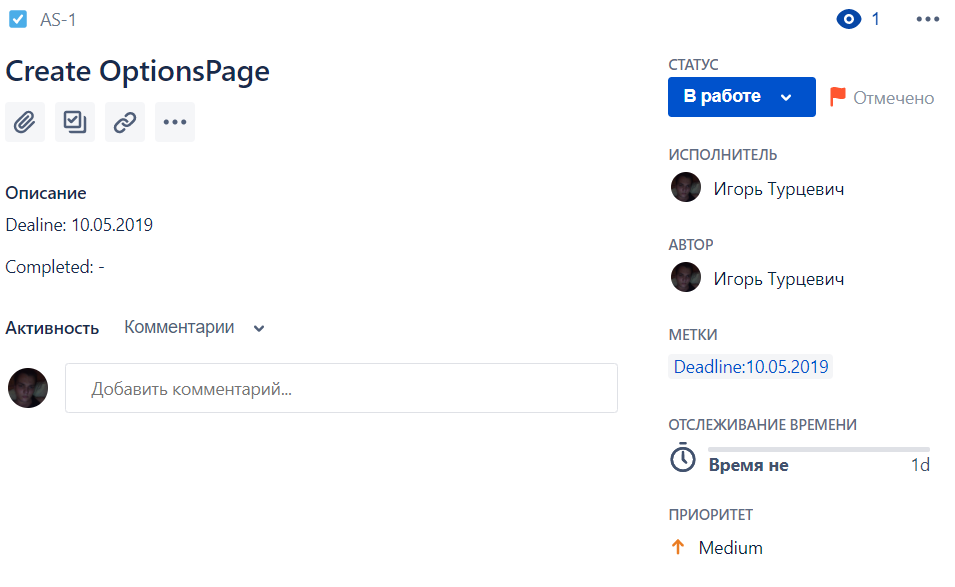 AS-1
1
Create OptionsPage
Описание
Dealine: 10.05.2019
Completed: -
Активность Комментарии
Добавить комментарий...
СТАТУС
В работе
Отмечено
ИСПОЛНИТЕЛЬ
Игорь Турцевич
АВТОР
Игорь Турцевич
МЕТКИ
Deadline:10.05.2019
ОТСЛЕЖИВАНИЕ ВРЕМЕНИ
Время не 1d
ПРИОРИТЕТ
Medium